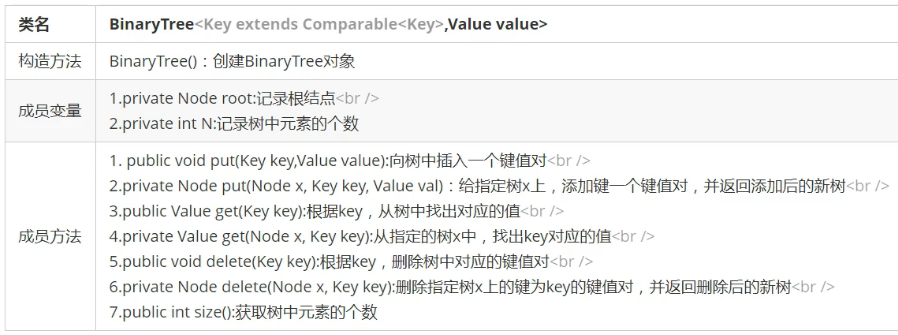 类名 BinaryTree<Key extends Comparable<Key>,Value value>
构造方法 BinaryTree()：创建BinaryTree对象
成员变量 1.private Node root:记录根结点<br />
2.private int N:记录树中元素的个数
成员方法 1. public void put(Key key,Value value):向树中插入一个键值对<br />
2.private Node put(Node x, Key key, Value val)：给指定树x上，添加键一个键值对，并返回添加后的新树<br />
3.public Value get(Key key):根据key，从树中找出对应的值<br />
4.private Value get(Node x, Key key):从指定的树x中，找出key对应的值<br />
5.public void delete(Key key):根据key，删除树中对应的键值对<br />
6.private Node delete(Node x, Key key):删除指定树x上的键为key的键值对，并返回删除后的新树<br />
7.public int size():获取树中元素的个数